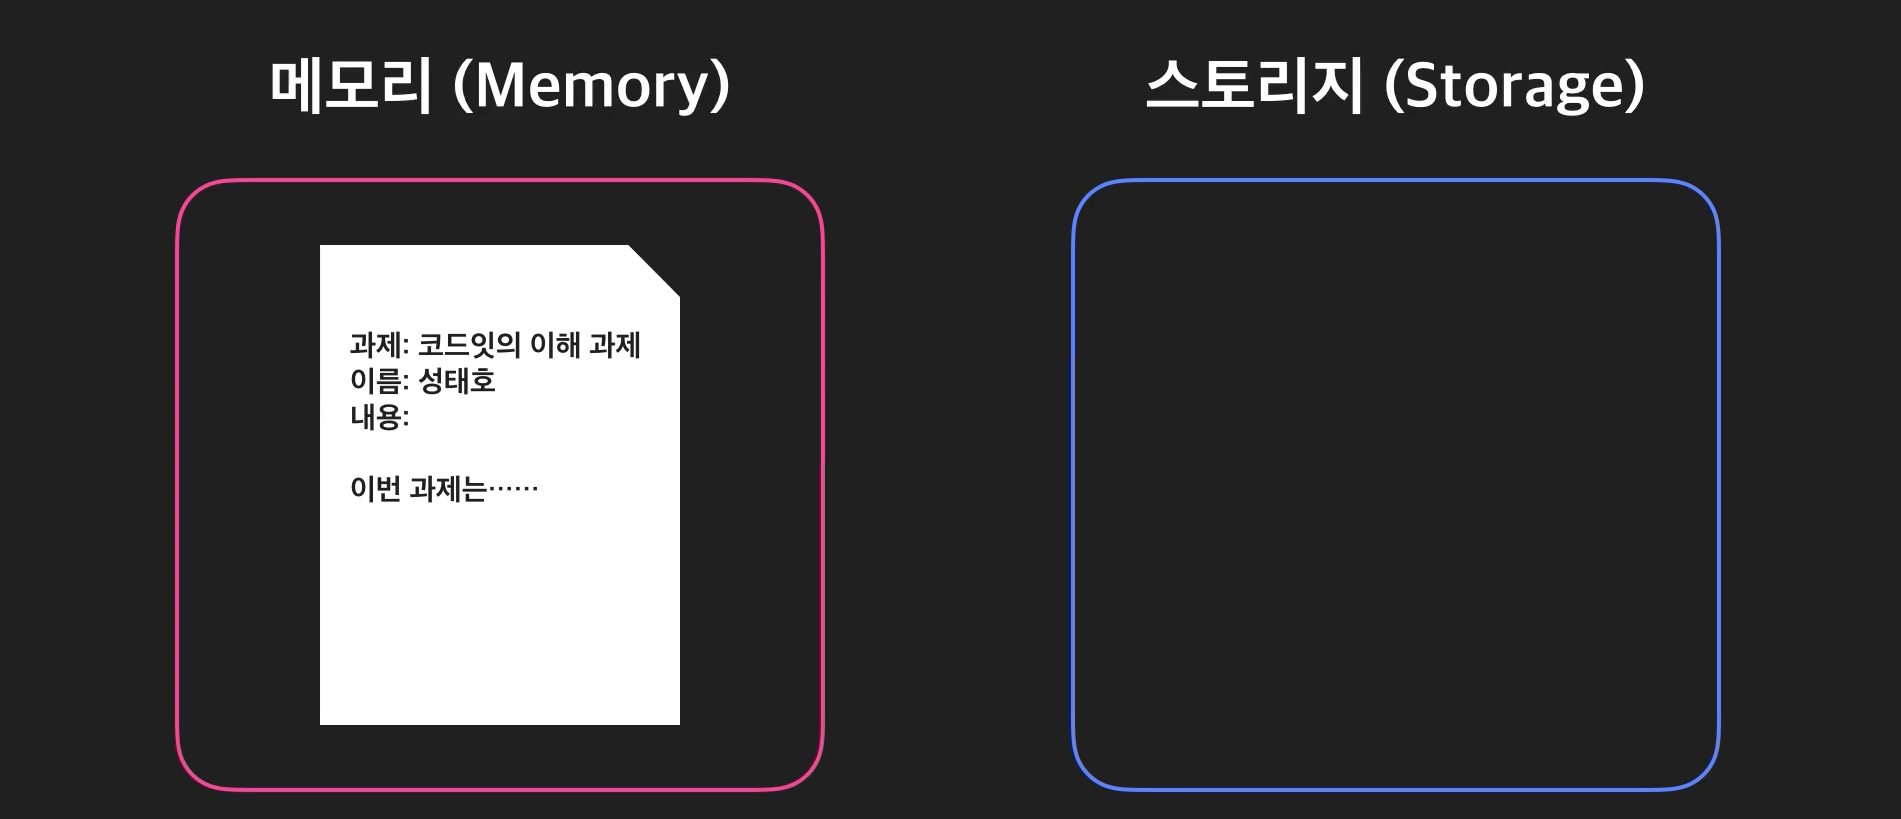 메모리 (Memory)
스토리지 (Storage)
과제: 코드잇의 이해 과제
이름: 성태호
내용:
이번 과제는⋯⋯